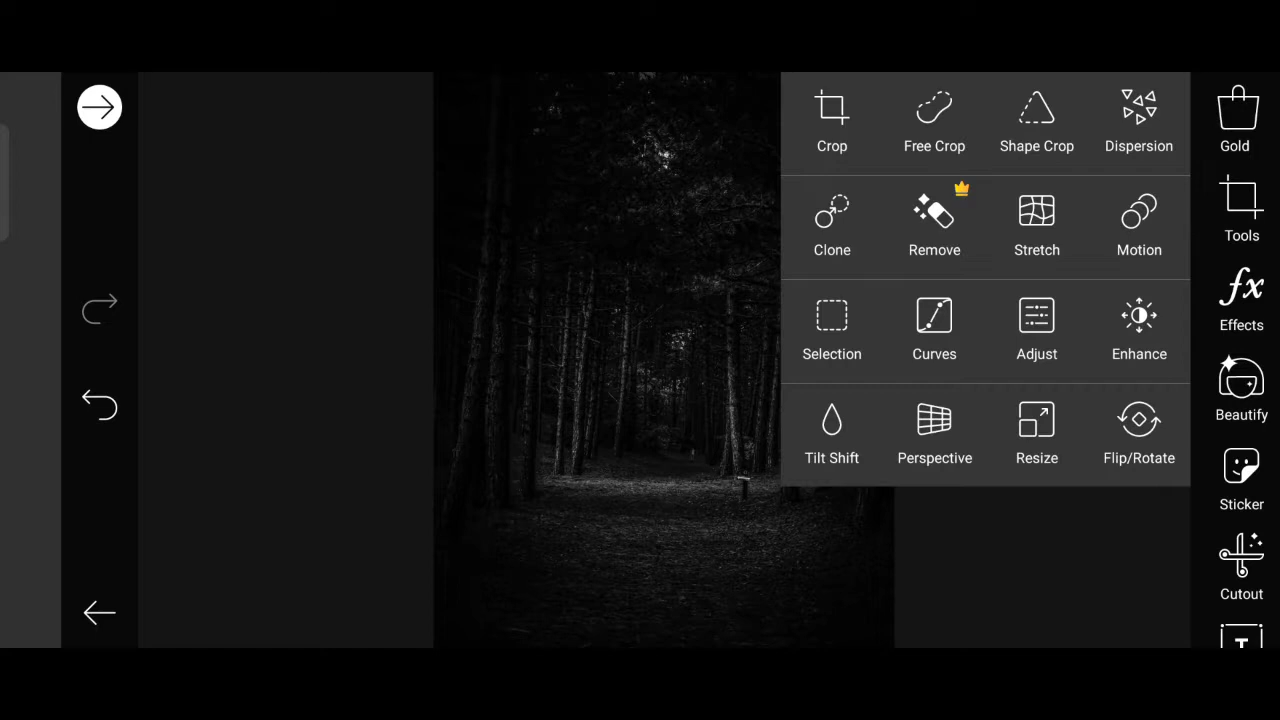 Crop Free Crop Shape Crop Dispersion
Clone Remove Stretch Motion
Selection Curves Adjust Enhance
Tilt Shift Perspective Resize Flip/Rotate
Gold
Tools
fx
Effects
Beautify
Sticker
Cutout
T